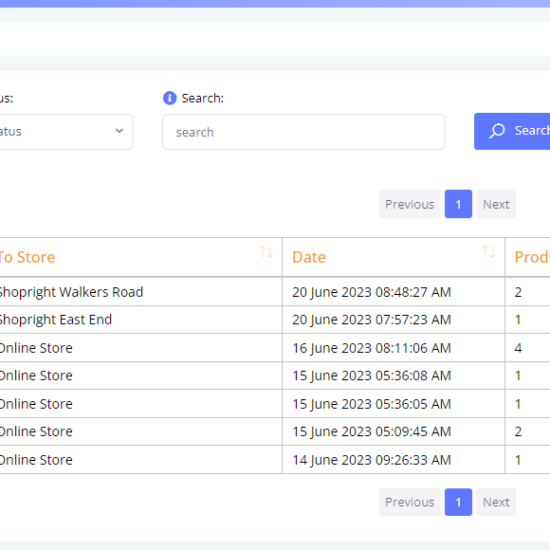 us: Search:
atus search Search
Previous 1 Next
To Store Date Prod
Shopright Walkers Road 20 June 2023 08:48:27 AM 2
Shopright East End 20 June 2023 07:57:23 AM 1
Online Store 16 June 2023 08:11:06 AM 4
Online Store 15 June 2023 05:36:08 AM 1
Online Store 15 June 2023 05:36:05 AM 1
Online Store 15 June 2023 05:09:45 AM 2
Online Store 14 June 2023 09:26:33 AM 1
Previous 1 Next